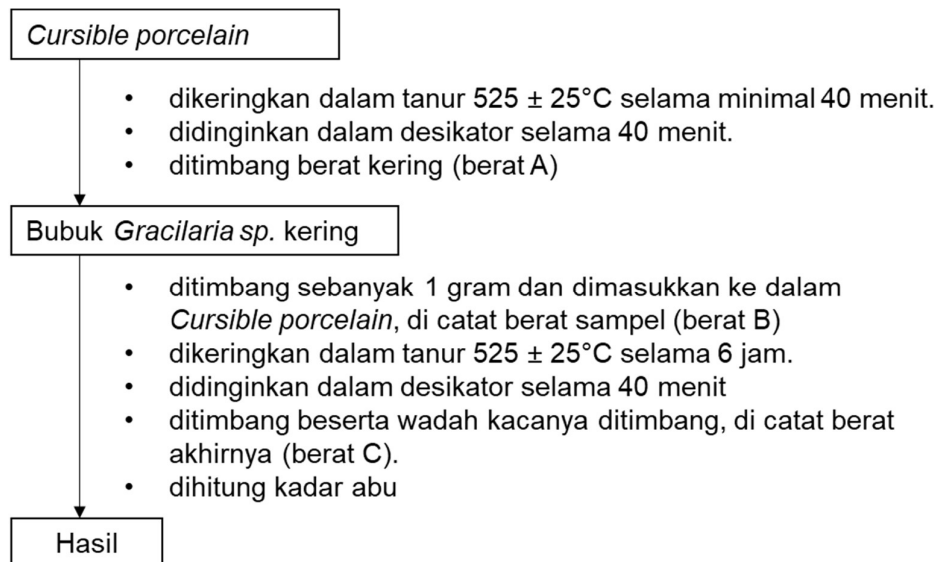 Cursible porcelain
• dikeringkan dalam tanur 525 ± 25°C selama minimal 40 menit.
• didinginkan dalam desikator selama 40 menit.
• ditimbang berat kering (berat A)
Bubuk Gracilaria sp. kering
• ditimbang sebanyak 1 gram dan dimasukkan ke dalam
Cursible porcelain, di catat berat sampel (berat B)
• dikeringkan dalam tanur 525 ± 25°C selama 6 jam.
• didinginkan dalam desikator selama 40 menit
• ditimbang beserta wadah kacanya ditimbang, di catat berat
akhirnya (berat C).
• dihitung kadar abu
Hasil